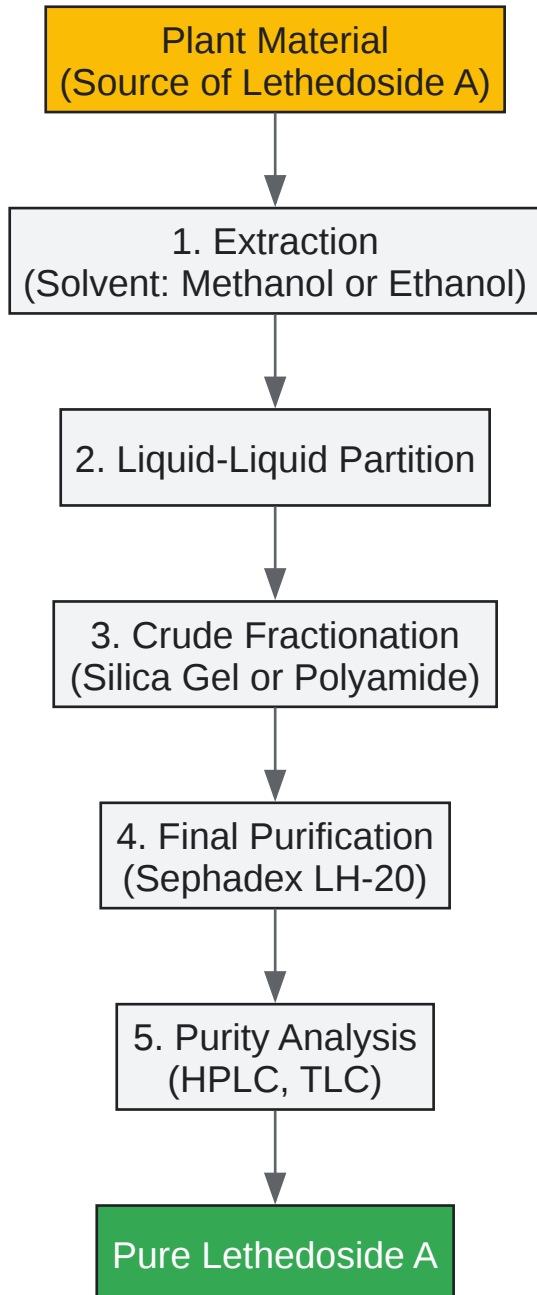 Plant Material
(Source of Lethedoside A)
1. Extraction
(Solvent: Methanol or Ethanol)
2. Liquid-Liquid Partition
3. Crude Fractionation
(Silica Gel or Polyamide)
4. Final Purification
(Sephadex LH-20)
5. Purity Analysis
(HPLC, TLC)
Pure Lethedoside A